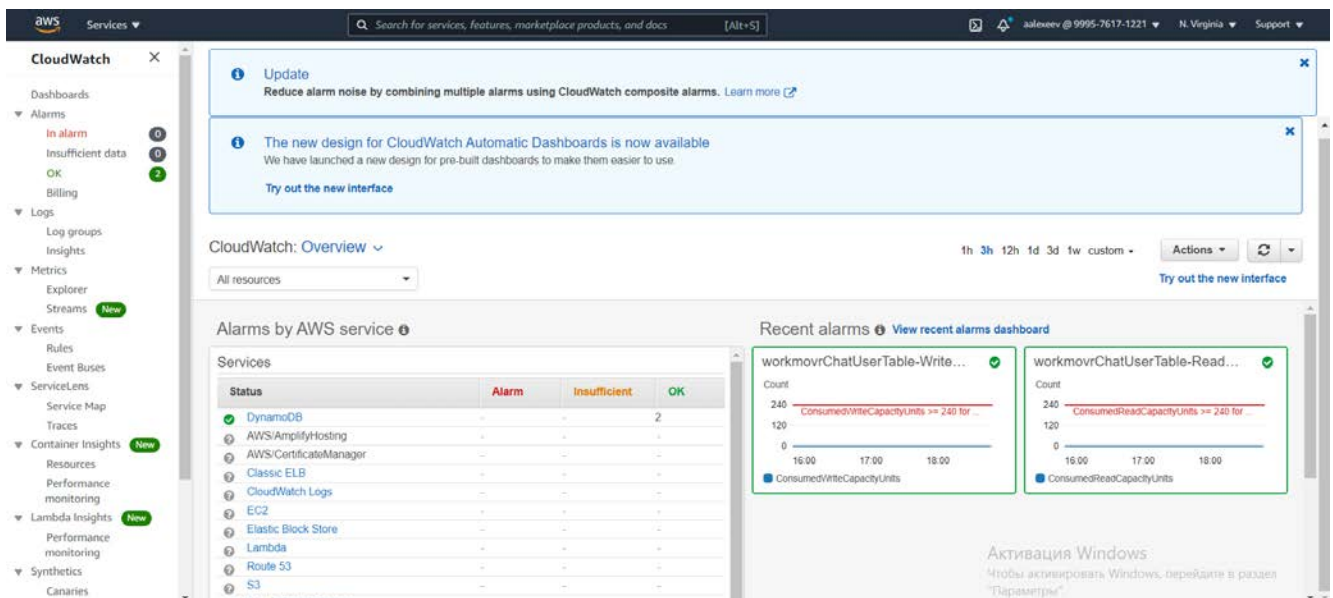 aws
Services
Search for services, features, marketplace products, and docs
[Alt+S]
aalexeev @ 9995-7617-1221
N. Virginia
Support
CloudWatch
Dashboards
Alarms
In alarm 0
Insufficient data 0
OK 2
Billing
Logs
Log groups
Insights
Metrics
Explorer
Streams New
Events
Rules
Event Buses
ServiceLens
Service Map
Traces
Container Insights New
Resources
Performance
monitoring
Lambda Insights New
Performance
monitoring
Synthetics
Canaries
Update
Reduce alarm noise by combining multiple alarms using CloudWatch composite alarms. Learn more
The new design for CloudWatch Automatic Dashboards is now available
We have launched a new design for pre-built dashboards to make them easier to use.
Try out the new interface
CloudWatch: Overview
1h 3h 12h 1d 3d 1w custom
Actions
All resources
Try out the new interface
Alarms by AWS service
Services
Status Alarm Insufficient OK
DynamoDB - - 2
AWS/AmplifyHosting - - -
AWS/CertificateManager - - -
Classic ELB - - -
CloudWatch Logs - - -
EC2 - - -
Elastic Block Store - - -
Lambda - - -
Route 53 - - -
S3 - - -
Recent alarms View recent alarms dashboard
workmovrChatUserTable-Write...
Count
240
ConsumedWriteCapacityUnits >= 240 for ...
120
0
16:00 17:00 18:00
ConsumedWriteCapacityUnits
workmovrChatUserTable-Read...
Count
240
ConsumedReadCapacityUnits >= 240 for ...
120
0
16:00 17:00 18:00
ConsumedReadCapacityUnits
Активация Windows
Чтобы активировать Windows, перейдите в раздел
"Параметры".